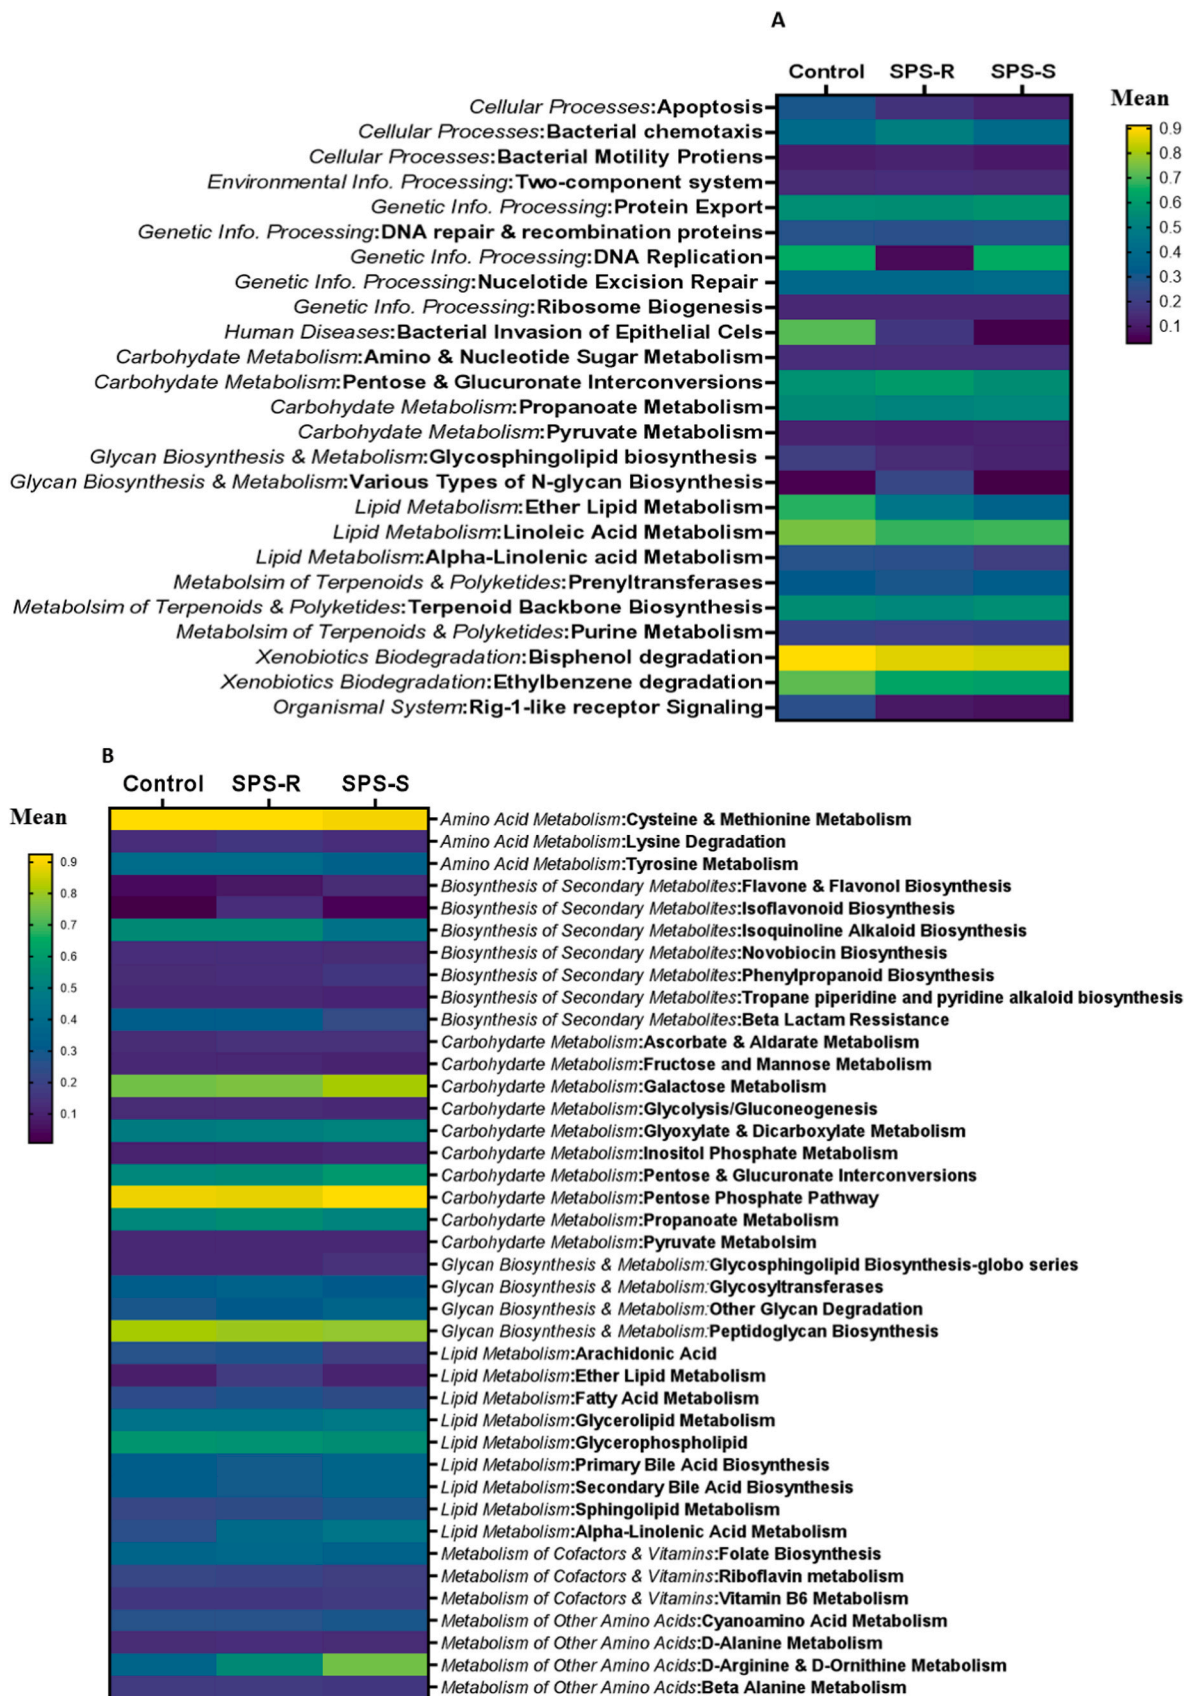 A
Control SPS-R SPS-S
Mean
Cellular Processes:Apoptosis
Cellular Processes:Bacterial chemotaxis
Cellular Processes:Bacterial Motility Protiens
Environmental Info. Processing:Two-component system
Genetic Info. Processing:Protein Export
Genetic Info. Processing:DNA repair & recombination proteins
Genetic Info. Processing:DNA Replication
Genetic Info. Processing:Nucelotide Excision Repair
Genetic Info. Processing:Ribosome Biogenesis
Human Diseases:Bacterial Invasion of Epithelial Cels
Carbohydate Metabolism:Amino & Nucleotide Sugar Metabolism
Carbohydate Metabolism:Pentose & Glucuronate Interconversions
Carbohydate Metabolism:Propanoate Metabolism
Carbohydate Metabolism:Pyruvate Metabolism
Glycan Biosynthesis & Metabolism:Glycosphingolipid biosynthesis
Glycan Biosynthesis & Metabolism:Various Types of N-glycan Biosynthesis
Lipid Metabolism:Ether Lipid Metabolism
Lipid Metabolism:Linoleic Acid Metabolism
Lipid Metabolism:Alpha-Linolenic acid Metabolism
Metabolsim of Terpenoids & Polyketides:Prenyltransferases
Metabolsim of Terpenoids & Polyketides:Terpenoid Backbone Biosynthesis
Metabolsim of Terpenoids & Polyketides:Purine Metabolism
Xenobiotics Biodegradation:Bisphenol degradation
Xenobiotics Biodegradation:Ethylbenzene degradation
Organismal System:Rig-1-like receptor Signaling
0.9
0.8
0.7
0.6
0.5
0.4
0.3
0.2
0.1
B
Control SPS-R SPS-S
Mean
0.9
0.8
0.7
0.6
0.5
0.4
0.3
0.2
0.1
Amino Acid Metabolism:Cysteine & Methionine Metabolism
Amino Acid Metabolism:Lysine Degradation
Amino Acid Metabolism:Tyrosine Metabolism
Biosynthesis of Secondary Metabolites:Flavone & Flavonol Biosynthesis
Biosynthesis of Secondary Metabolites:Isoflavonoid Biosynthesis
Biosynthesis of Secondary Metabolites:Isoquinoline Alkaloid Biosynthesis
Biosynthesis of Secondary Metabolites:Novobiocin Biosynthesis
Biosynthesis of Secondary Metabolites:Phenylpropanoid Biosynthesis
Biosynthesis of Secondary Metabolites:Tropane piperidine and pyridine alkaloid biosynthesis
Biosynthesis of Secondary Metabolites:Beta Lactam Ressistance
Carbohydarte Metabolism:Ascorbate & Aldarate Metabolism
Carbohydarte Metabolism:Fructose and Mannose Metabolism
Carbohydarte Metabolism:Galactose Metabolism
Carbohydarte Metabolism:Glycolysis/Gluconeogenesis
Carbohydarte Metabolism:Glyoxylate & Dicarboxylate Metabolism
Carbohydarte Metabolism:Inositol Phosphate Metabolism
Carbohydarte Metabolism:Pentose & Glucuronate Interconversions
Carbohydarte Metabolism:Pentose Phosphate Pathway
Carbohydarte Metabolism:Propanoate Metabolism
Carbohydarte Metabolism:Pyruvate Metabolsim
Glycan Biosynthesis & Metabolism:Glycosphingolipid Biosynthesis-globo series
Glycan Biosynthesis & Metabolism:Glycosyltransferases
Glycan Biosynthesis & Metabolism:Other Glycan Degradation
Glycan Biosynthesis & Metabolism:Peptidoglycan Biosynthesis
Lipid Metabolism:Arachidonic Acid
Lipid Metabolism:Ether Lipid Metabolism
Lipid Metabolism:Fatty Acid Metabolism
Lipid Metabolism:Glycerolipid Metabolism
Lipid Metabolism:Glycerophospholipid
Lipid Metabolism:Primary Bile Acid Biosynthesis
Lipid Metabolism:Secondary Bile Acid Biosynthesis
Lipid Metabolism:Sphingolipid Metabolism
Lipid Metabolism:Alpha-Linolenic Acid Metabolism
Metabolism of Cofactors & Vitamins:Folate Biosynthesis
Metabolism of Cofactors & Vitamins:Riboflavin metabolism
Metabolism of Cofactors & Vitamins:Vitamin B6 Metabolism
Metabolism of Other Amino Acids:Cyanoamino Acid Metabolism
Metabolism of Other Amino Acids:D-Alanine Metabolism
Metabolism of Other Amino Acids:D-Arginine & D-Ornithine Metabolism
Metabolism of Other Amino Acids:Beta Alanine Metabolism